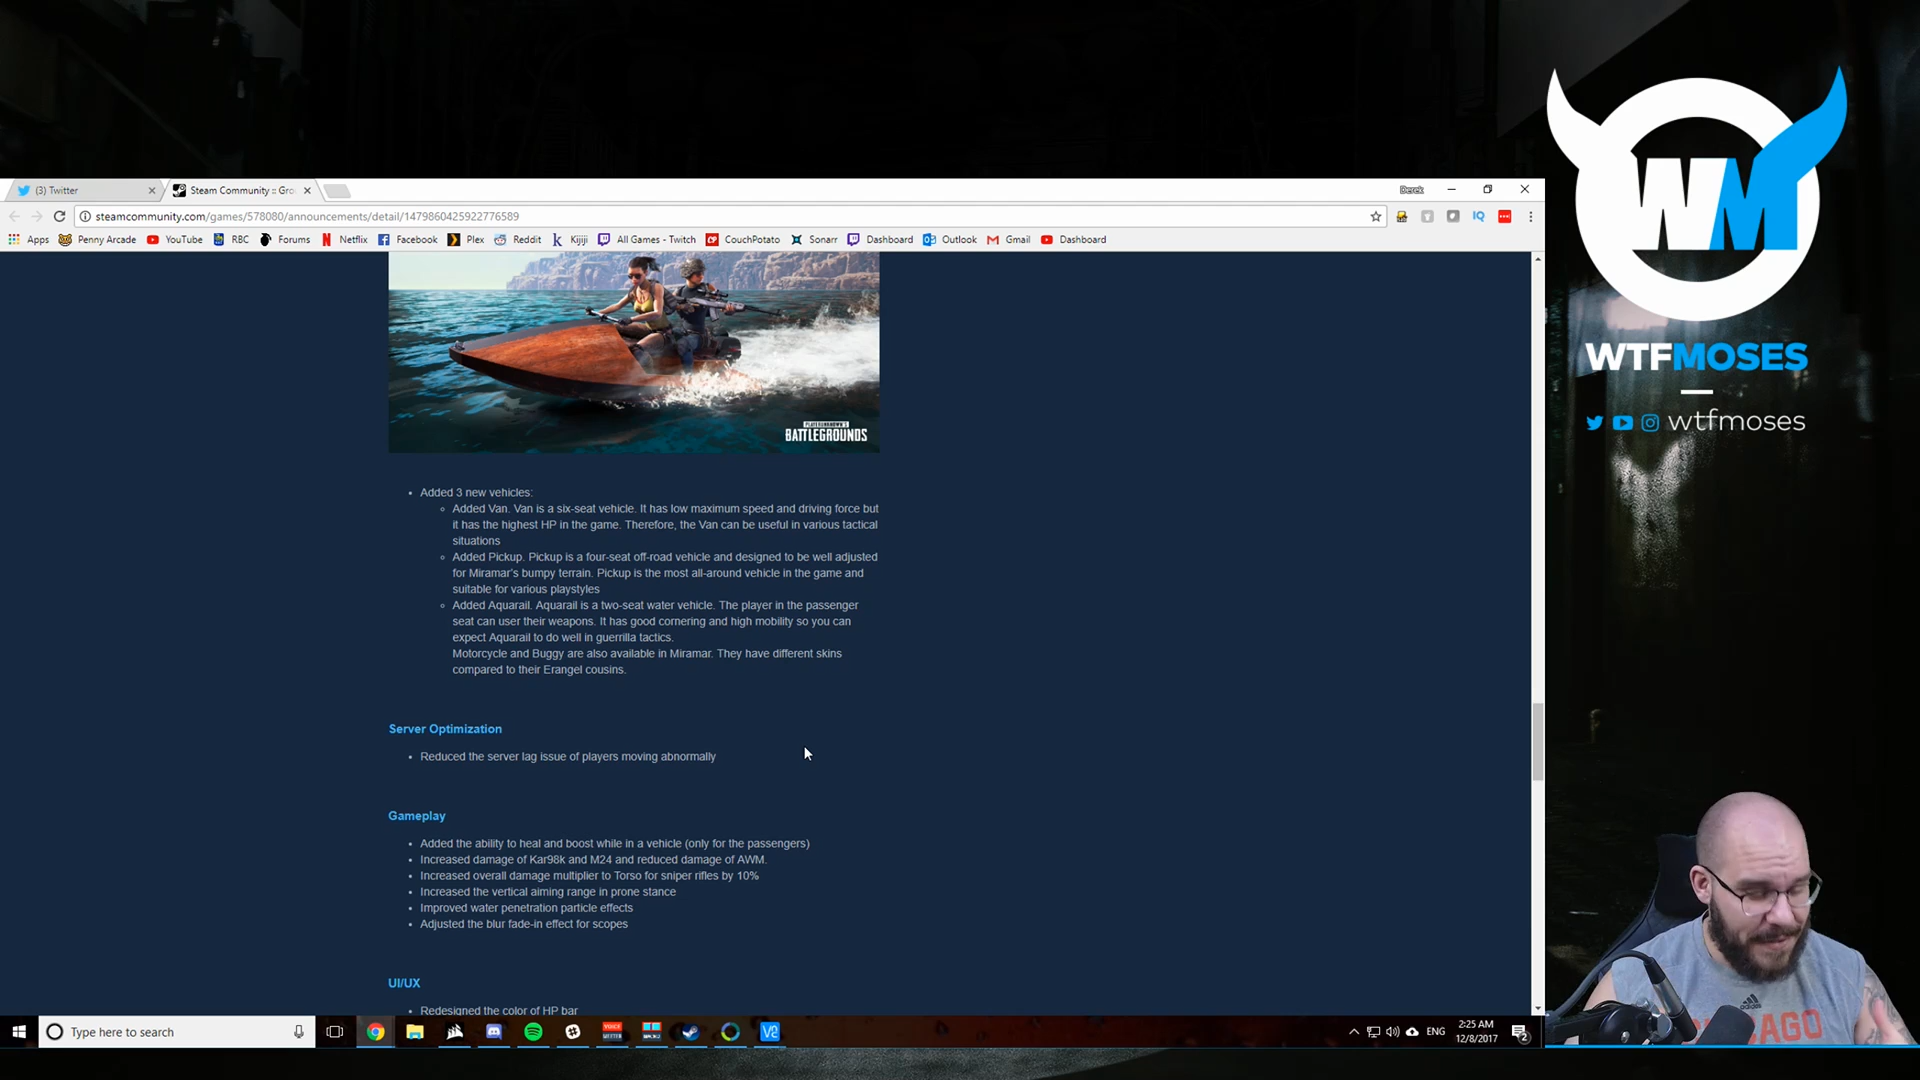 (3) Twitter
Steam Community :: Gro
Derek
steamcommunity.com/games/578080/announcements/detail/1479860425922776589
IQ
Apps Penny Arcade YouTube RBC Forums Netflix Facebook Plex Reddit Kijiji All Games - Twitch CouchPotato Sonarr Dashboard Outlook Gmail Dashboard
PLAYERUNKNOWN'S
BATTLEGROUNDS
Added 3 new vehicles:
Added Van. Van is a six-seat vehicle. It has low maximum speed and driving force but
it has the highest HP in the game. Therefore, the Van can be useful in various tactical
situations
Added Pickup. Pickup is a four-seat off-road vehicle and designed to be well adjusted
for Miramar's bumpy terrain. Pickup is the most all-around vehicle in the game and
suitable for various playstyles
Added Aquarail. Aquarail is a two-seat water vehicle. The player in the passenger
seat can user their weapons. It has good cornering and high mobility so you can
expect Aquarail to do well in guerrilla tactics.
Motorcycle and Buggy are also available in Miramar. They have different skins
compared to their Erangel cousins.
Server Optimization
Reduced the server lag issue of players moving abnormally
Gameplay
Added the ability to heal and boost while in a vehicle (only for the passengers)
Increased damage of Kar98k and M24 and reduced damage of AWM.
Increased overall damage multiplier to Torso for sniper rifles by 10%
Increased the vertical aiming range in prone stance
Improved water penetration particle effects
Adjusted the blur fade-in effect for scopes
UI/UX
Redesigned the color of HP bar
Type here to search
ENG
2:25 AM
12/8/2017
2
WM
WTFMOSES
wtfmoses
adidas
CHICAGO